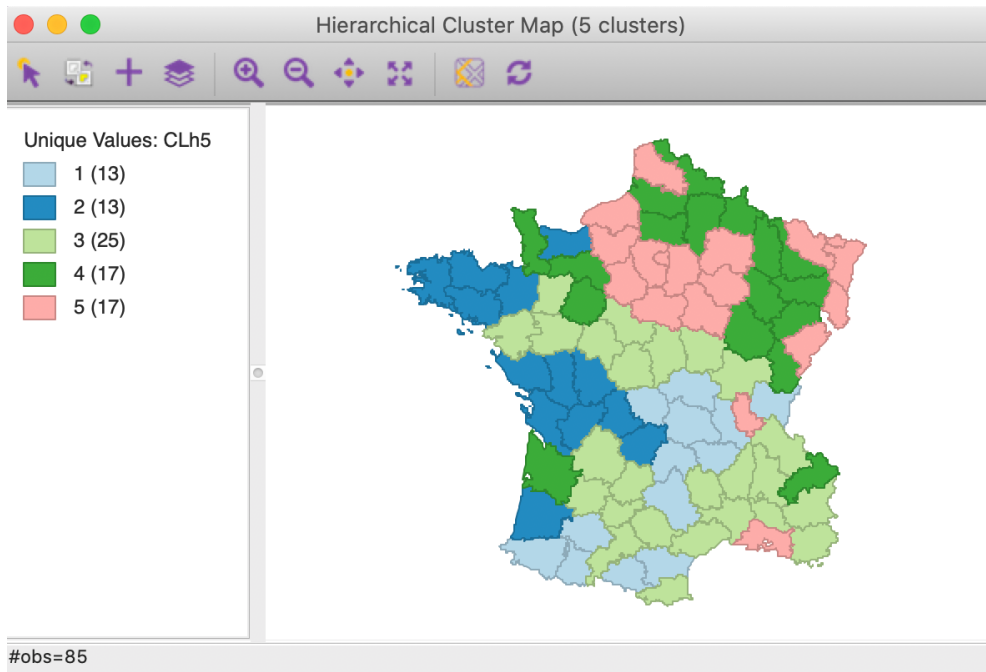 Hierarchical Cluster Map (5 clusters)
Unique Values: CLh5
1 (13)
2 (13)
3 (25)
4 (17)
5 (17)
#obs=85